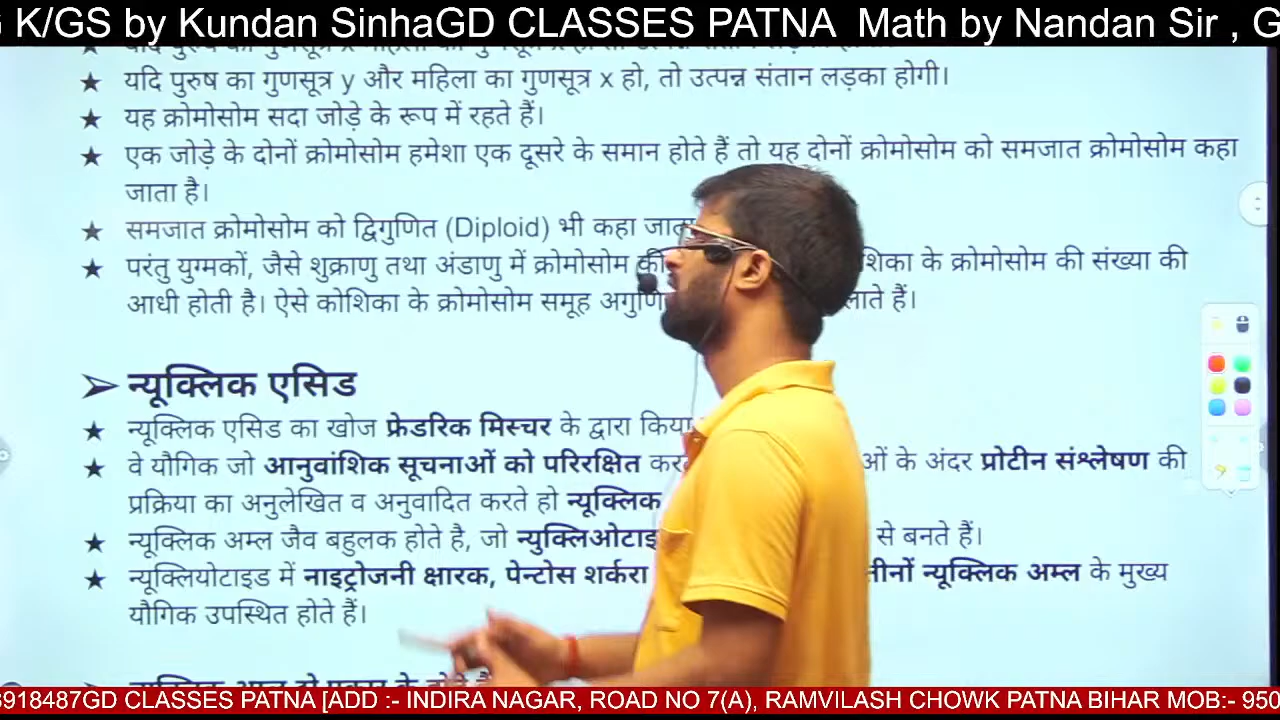 K/GS by Kundan SinhaGD CLASSES PATNA Math by Nandan Sir , G
★ यदि पुरुष का गुणसूत्र y और महिला का गुणसूत्र x हो, तो उत्पन्न संतान लड़का होगी।
★ यह क्रोमोसोम सदा जोड़े के रूप में रहते हैं।
★ एक जोड़े के दोनों क्रोमोसोम हमेशा एक दूसरे के समान होते हैं तो यह दोनों क्रोमोसोम को समजात क्रोमोसोम कहा
जाता है।
★ समजात क्रोमोसोम को द्विगुणित (Diploid) भी कहा
★ परंतु युग्मकों, जैसे शुक्राणु तथा अंडाणु में क्रोमोसोम की के क्रोमोसोम की संख्या की
आधी होती है। ऐसे कोशिका के क्रोमोसोम समूह हैं।
➢ न्यूक्लिक एसिड
★ न्यूक्लिक एसिड का खोज फ्रेडरिक मिस्चर के द्वारा किया
★ वे यौगिक जो आनुवांशिक सूचनाओं को परिरक्षित के अंदर प्रोटीन संश्लेषण की
प्रक्रिया का अनुलेखित व अनुवादित करते हो न्यूक्लिक
★ न्यूक्लिक अम्ल जैव बहुलक होते है, जो से बनते हैं।
★ न्यूक्लियोटाइड में नाइट्रोजनी क्षारक, पेन्टोस शर्करा तीनों न्यूक्लिक अम्ल के मुख्य
यौगिक उपस्थित होते हैं।
918487GD CLASSES PATNA [ADD :- INDIRA NAGAR, ROAD NO 7(A), RAMVILASH CHOWK PATNA BIHAR MOB:- 950